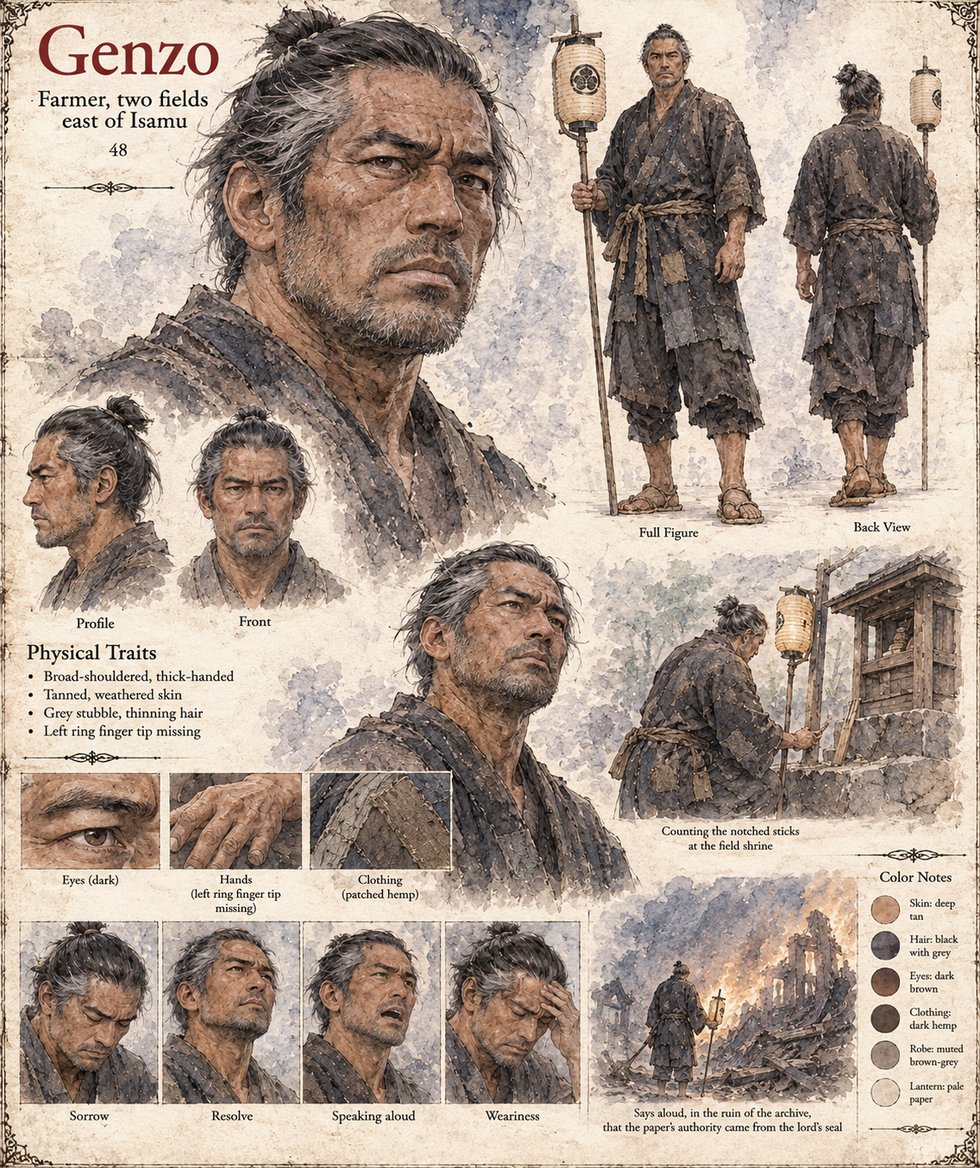 Genzo
Farmer, two fields
east of Isamu
48
Full Figure
Back View
Profile
Front
Physical Traits
• Broad-shouldered, thick-handed
• Tanned, weathered skin
• Grey stubble, thinning hair
• Left ring finger tip missing
Counting the notched sticks
at the field shrine
Eyes (dark)
Hands
(left ring finger tip
missing)
Clothing
(patched hemp)
Color Notes
Skin: deep
tan
Hair: black
with grey
Eyes: dark
brown
Clothing:
dark hemp
Robe: muted
brown-grey
Lantern: pale
paper
Sorrow
Resolve
Speaking aloud
Weariness
Says aloud, in the ruin of the archive,
that the paper's authority came from the lord's seal